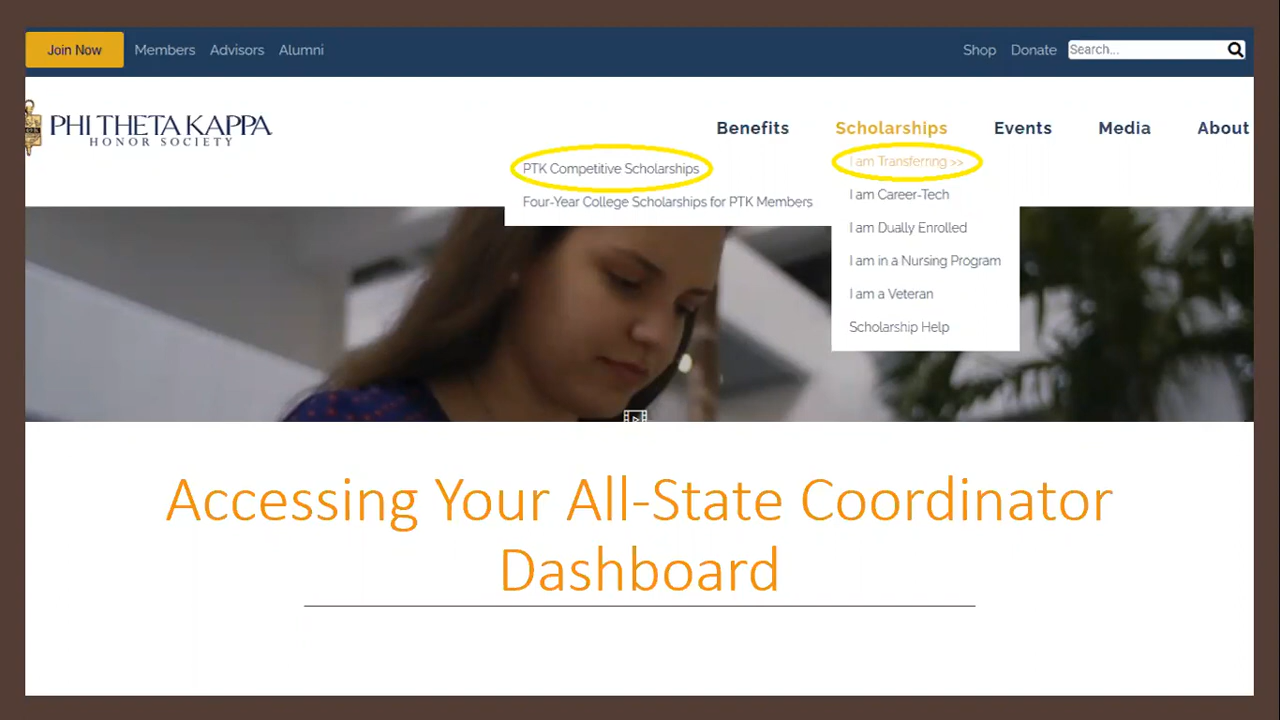 Join Now Members Advisors Alumni Shop Donate Search...
PHI THETA KAPPA
HONOR SOCIETY
Benefits Scholarships Events Media About
PTK Competitive Scholarships
Four-Year College Scholarships for PTK Members
I am Transferring >>
I am Career-Tech
I am Dually Enrolled
I am in a Nursing Program
I am a Veteran
Scholarship Help
Accessing Your All-State Coordinator
Dashboard